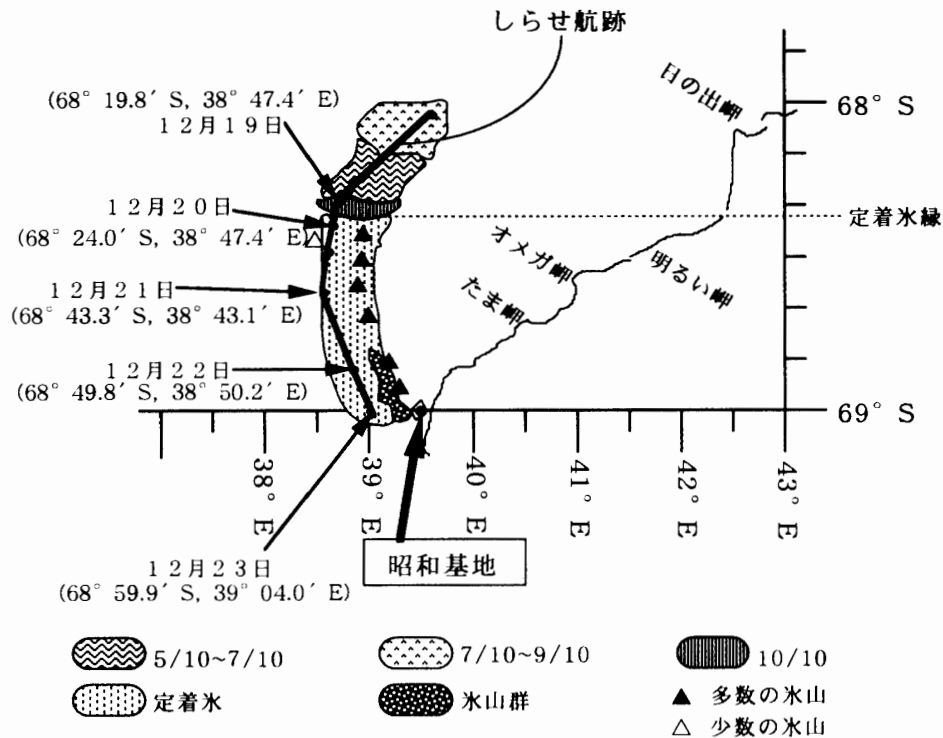 しらせ航跡
日の出岬
(68° 19.8′ S, 38° 47.4′ E)
12月19日
68° S
12月20日
(68° 24.0′ S, 38° 47.4′ E)
定着氷縁
オメガ岬
明るい岬
たま岬
12月21日
(68° 43.3′ S, 38° 43.1′ E)
12月22日
(68° 49.8′ S, 38° 50.2′ E)
69° S
38° E
39° E
40° E
41° E
42° E
43° E
昭和基地
12月23日
(68° 59.9′ S, 39° 04.0′ E)
5/10~7/10
7/10~9/10
10/10
定着氷
氷山群
▲ 多数の氷山
△ 少数の氷山